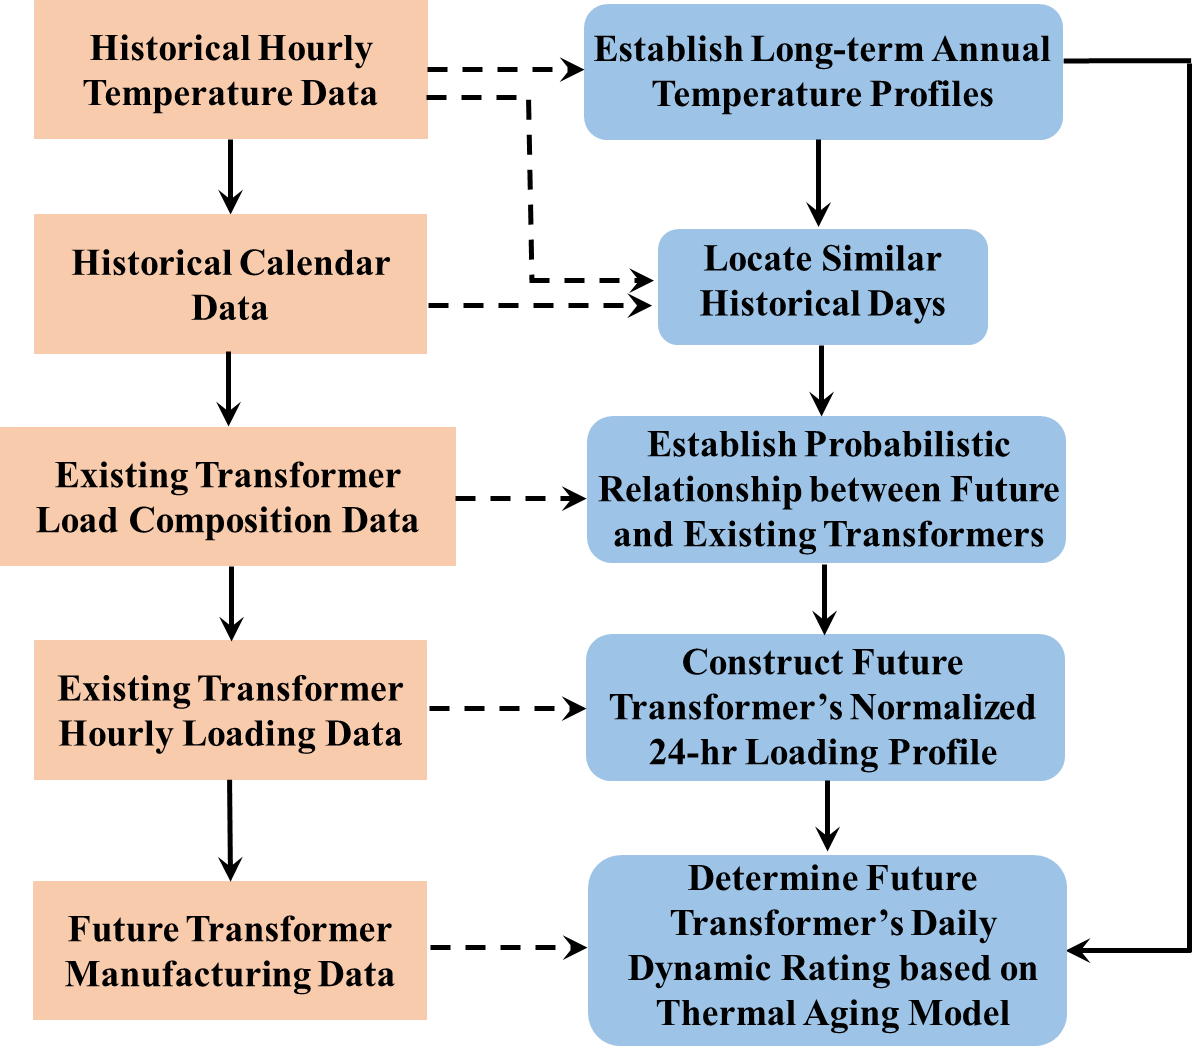 Historical Hourly
Temperature Data
Establish Long-term Annual
Temperature Profiles
Historical Calendar
Data
Locate Similar
Historical Days
Existing Transformer
Load Composition Data
Establish Probabilistic
Relationship between Future
and Existing Transformers
Existing Transformer
Hourly Loading Data
Construct Future
Transformer’s Normalized
24-hr Loading Profile
Future Transformer
Manufacturing Data
Determine Future
Transformer’s Daily
Dynamic Rating based on
Thermal Aging Model